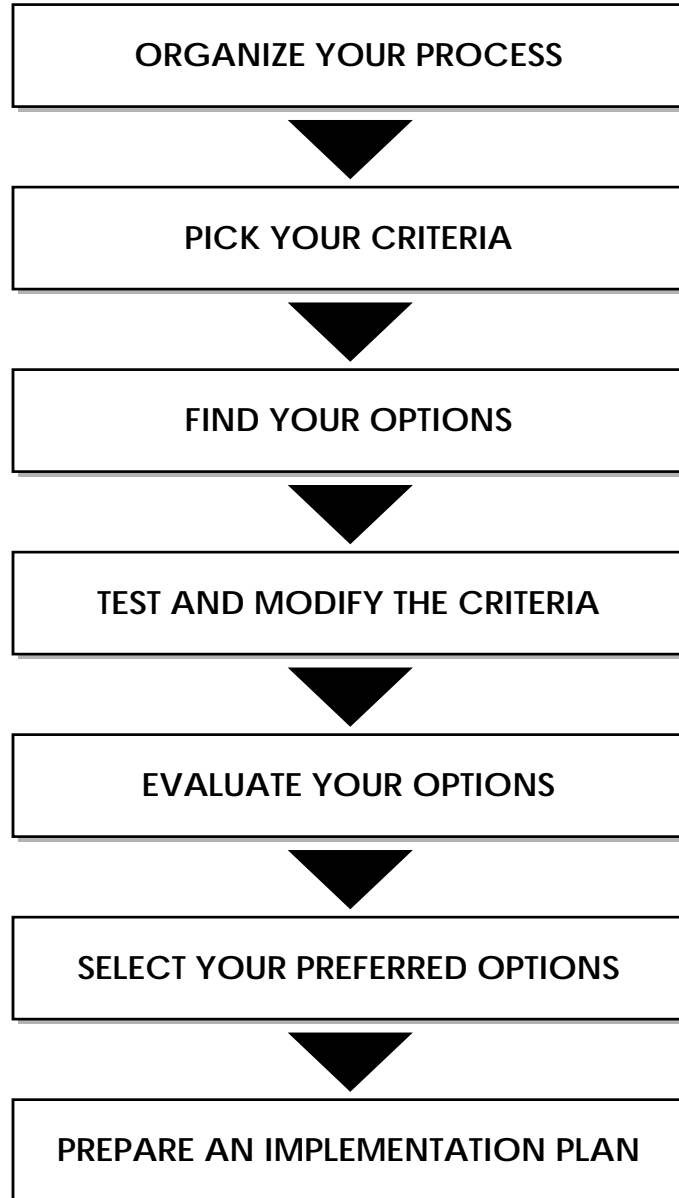 ORGANIZE YOUR PROCESS
PICK YOUR CRITERIA
FIND YOUR OPTIONS
TEST AND MODIFY THE CRITERIA
EVALUATE YOUR OPTIONS
SELECT YOUR PREFERRED OPTIONS
PREPARE AN IMPLEMENTATION PLAN